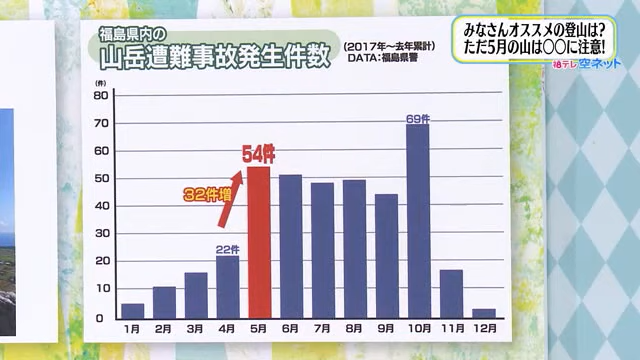 みなさんオススメの登山は?
ただ5月の山は○○に注意!
福テレ空ネット
福島県内の
山岳遭難事故発生件数
(2017年~去年累計)
DATA:福島県警
(件)
80
70
60
50
40
30
20
10
0
22件
32件増
54件
69件
1月 2月 3月 4月 5月 6月 7月 8月 9月 10月 11月 12月